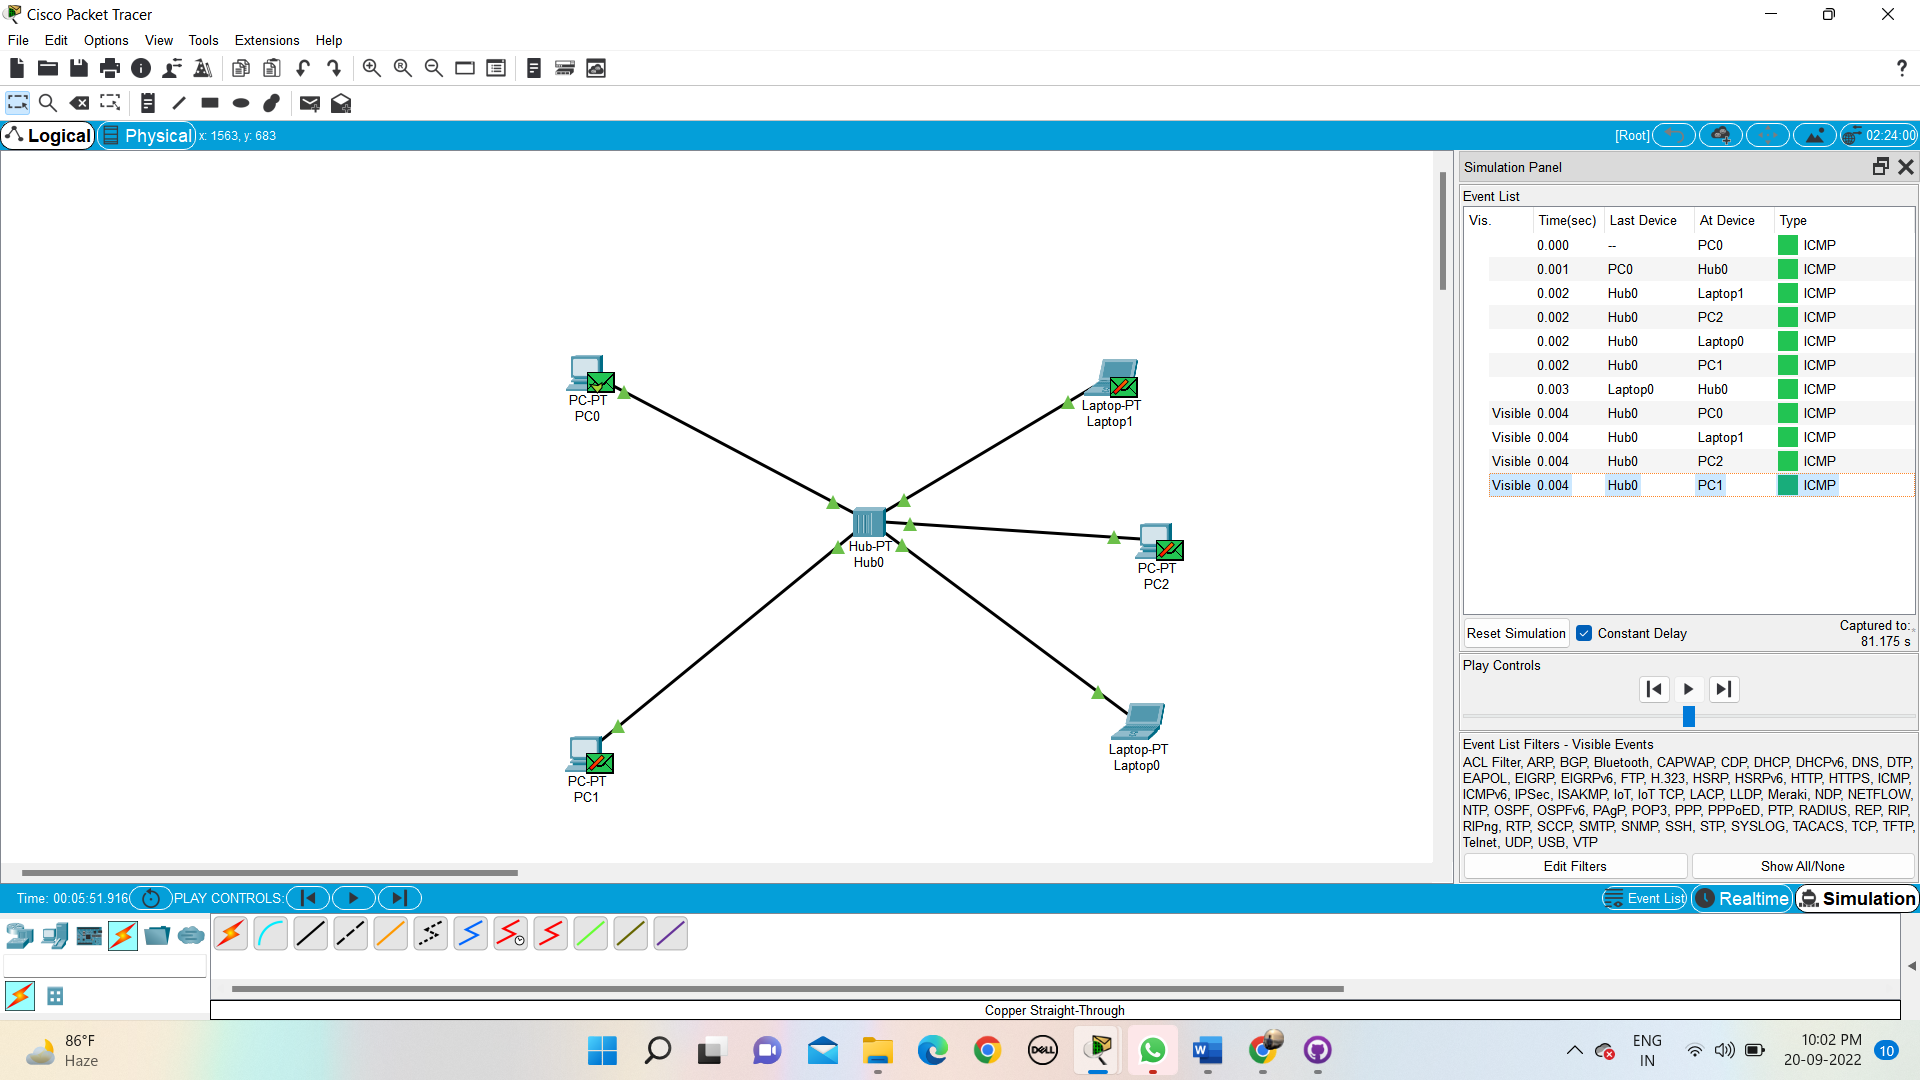 Cisco Packet Tracer
File Edit Options View Tools Extensions Help
?
Logical Physical x: 1563, y: 683 [Root] 02:24:00
Simulation Panel
Event List
Vis. Time(sec) Last Device At Device Type
0.000 -- PC0 ICMP
0.001 PC0 Hub0 ICMP
0.002 Hub0 Laptop1 ICMP
0.002 Hub0 PC2 ICMP
0.002 Hub0 Laptop0 ICMP
0.002 Hub0 PC1 ICMP
0.003 Laptop0 Hub0 ICMP
Visible 0.004 Hub0 PC0 ICMP
Visible 0.004 Hub0 Laptop1 ICMP
Visible 0.004 Hub0 PC2 ICMP
Visible 0.004 Hub0 PC1 ICMP
PC-PT
PC0
Laptop-PT
Laptop1
Hub-PT
Hub0
PC-PT
PC2
Laptop-PT
Laptop0
PC-PT
PC1
Reset Simulation Constant Delay Captured to:
81.175 s
Play Controls
Event List Filters - Visible Events
ACL Filter, ARP, BGP, Bluetooth, CAPWAP, CDP, DHCP, DHCPv6, DNS, DTP,
EAPOL, EIGRP, EIGRPv6, FTP, H.323, HSRP, HSRPv6, HTTP, HTTPS, ICMP,
ICMPv6, IPSec, ISAKMP, IoT, IoT TCP, LACP, LLDP, Meraki, NDP, NETFLOW,
NTP, OSPF, OSPFv6, PAgP, POP3, PPP, PPPoED, PTP, RADIUS, REP, RIP,
RIPng, RTP, SCCP, SMTP, SNMP, SSH, STP, SYSLOG, TACACS, TCP, TFTP,
Telnet, UDP, USB, VTP
Edit Filters Show All/None
Time: 00:05:51.916 PLAY CONTROLS: Event List Realtime Simulation
Copper Straight-Through
86°F
Haze
DELL
ENG
IN
10:02 PM
20-09-2022
10